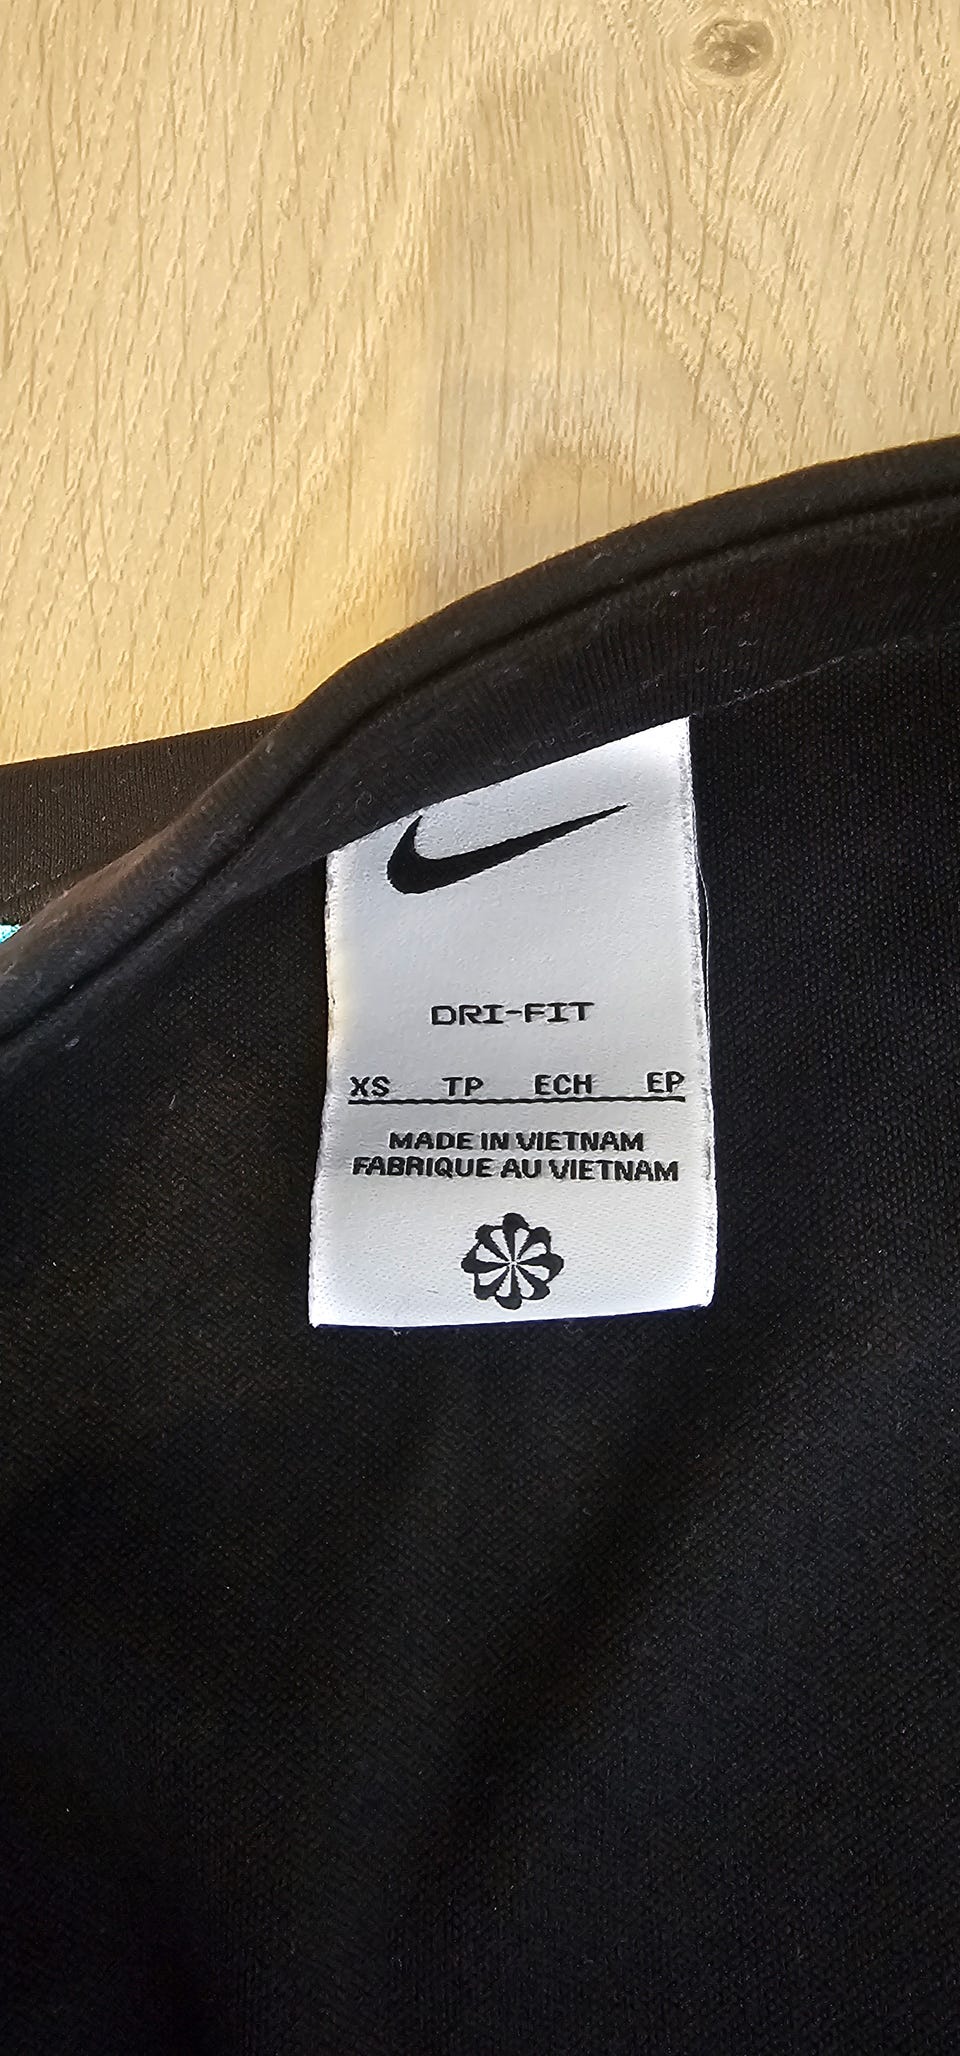 DRI-FIT
XS TP ECH EP
MADE IN VIETNAM
FABRIQUE AU VIETNAM